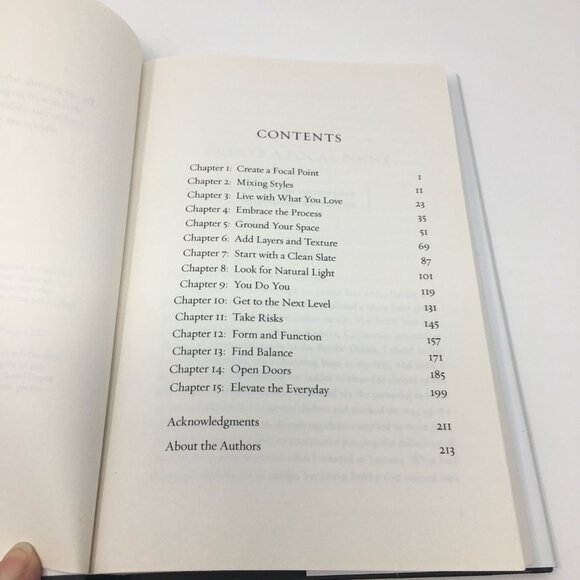 CONTENTS
Chapter 1: Create a Focal Point 1
Chapter 2: Mixing Styles 11
Chapter 3: Live with What You Love 23
Chapter 4: Embrace the Process 35
Chapter 5: Ground Your Space 51
Chapter 6: Add Layers and Texture 69
Chapter 7: Start with a Clean Slate 87
Chapter 8: Look for Natural Light 101
Chapter 9: You Do You 119
Chapter 10: Get to the Next Level 131
Chapter 11: Take Risks 145
Chapter 12: Form and Function 157
Chapter 13: Find Balance 171
Chapter 14: Open Doors 185
Chapter 15: Elevate the Everyday 199
Acknowledgments 211
About the Authors 213